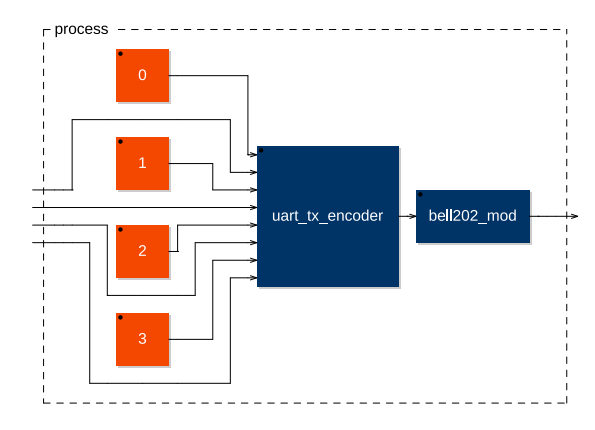 process
0
1
uart_tx_encoder
bell202_mod
2
3